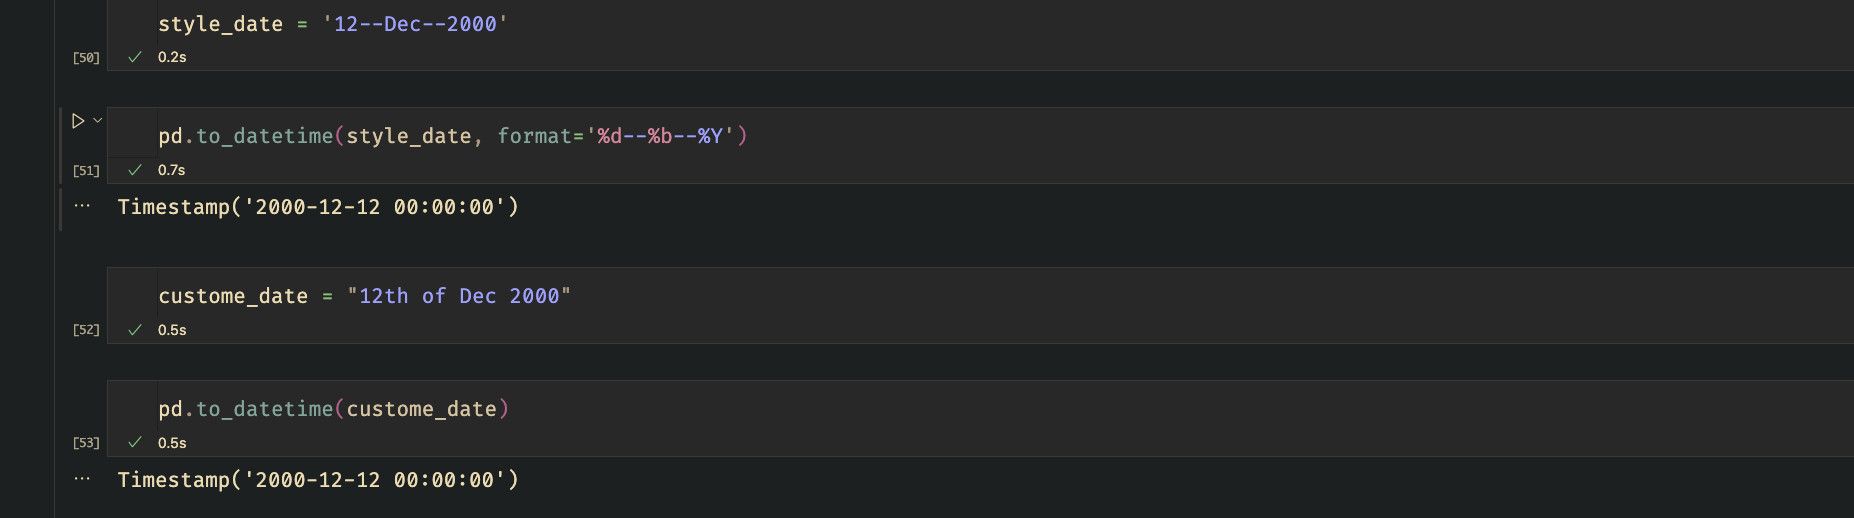 style_date = '12--Dec--2000'
[50] ✓ 0.2s
pd.to_datetime(style_date, format='%d--%b--%Y')
[51] ✓ 0.7s
... Timestamp('2000-12-12 00:00:00')
custome_date = "12th of Dec 2000"
[52] ✓ 0.5s
pd.to_datetime(custome_date)
[53] ✓ 0.5s
... Timestamp('2000-12-12 00:00:00')